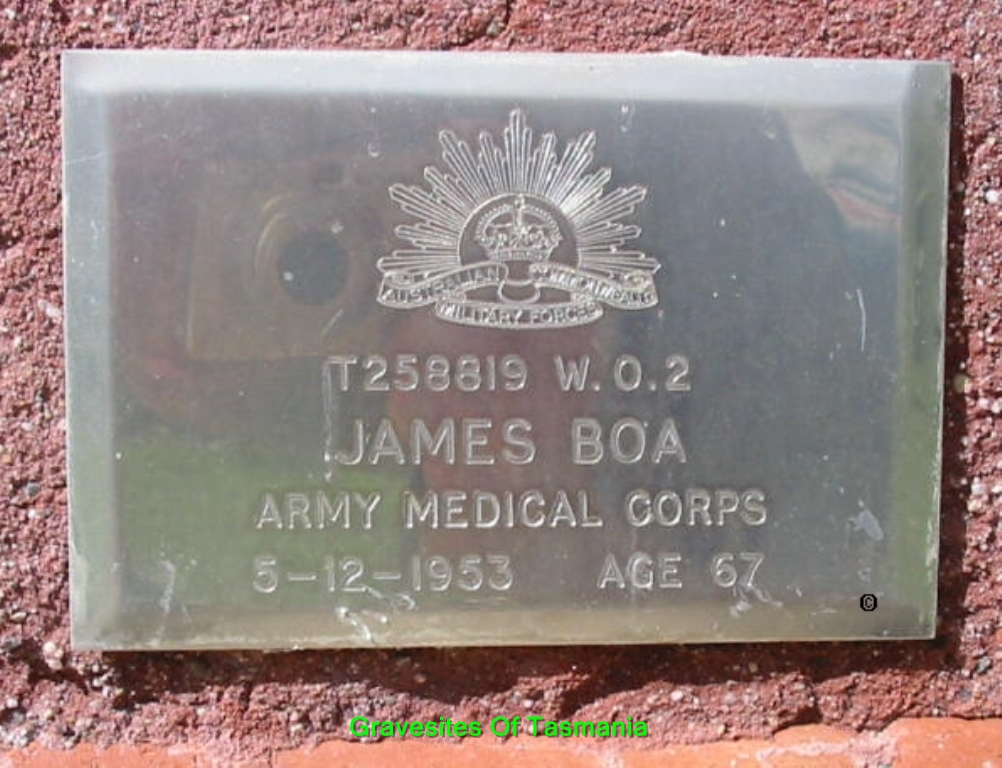 AUSTRALIAN COMMONWEALTH
MILITARY FORCES
T258819 W.O.2
JAMES BOA
ARMY MEDICAL CORPS
5-12-1953 AGE 67
©
Gravesites Of Tasmania